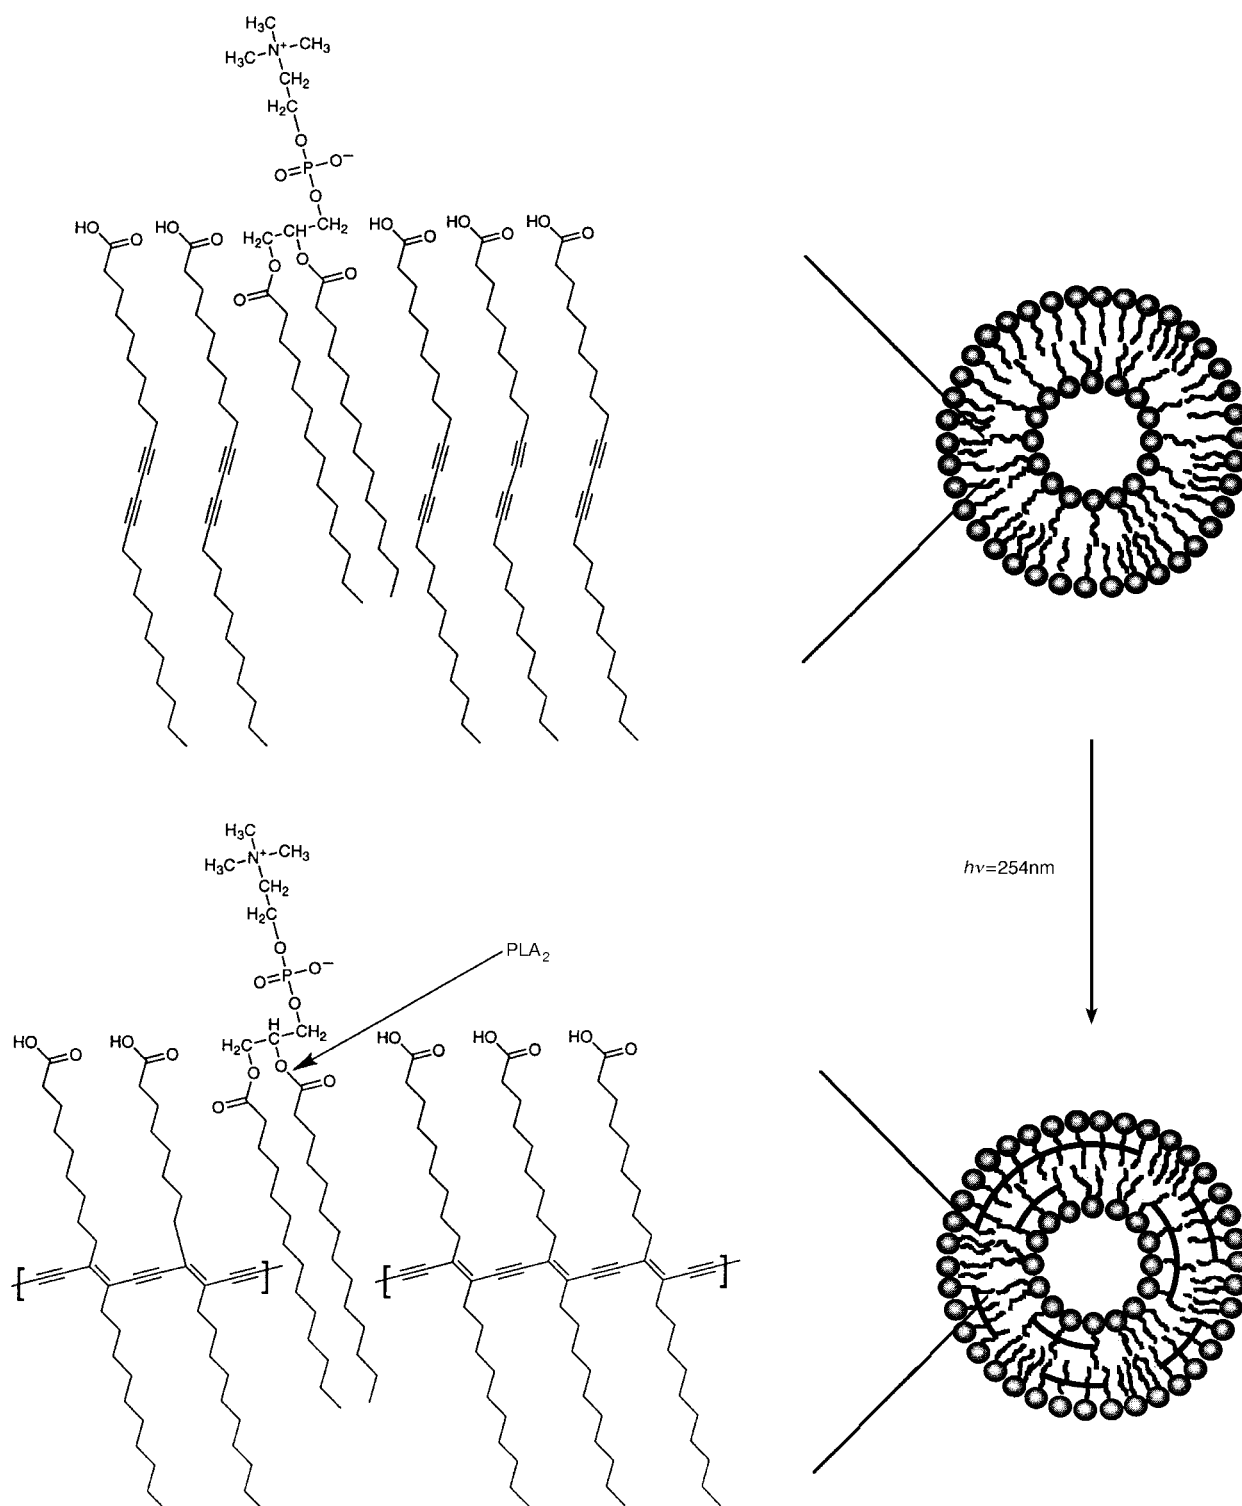 H₃C
H₃C N⁺ CH₃
CH₂
H₂C
O
O=P O⁻
O
HO O HO O H₂C CH CH₂ HO O HO O HO O
O O O
O
hν=254nm
H₃C
H₃C N⁺ CH₃
CH₂
H₂C
O
PLA₂
O=P O⁻
O
H
HO O HO O H₂C C CH₂ HO O HO O HO O
O O O
O
[ ] [ ]